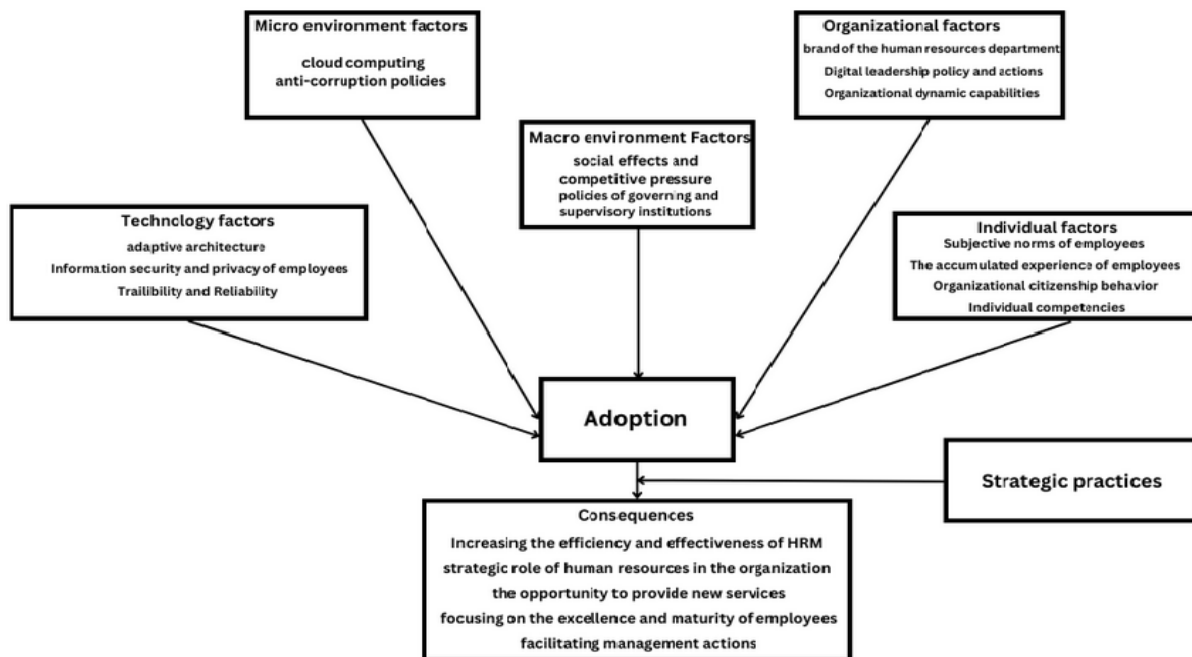 Micro environment factors
cloud computing
anti-corruption policies
Organizational factors
brand of the human resources department
Digital leadership policy and actions
Organizational dynamic capabilities
Macro environment Factors
social effects and
competitive pressure
policies of governing and
supervisory institutions
Technology factors
adaptive architecture
Information security and privacy of employees
Trailibility and Reliability
Individual factors
Subjective norms of employees
The accumulated experience of employees
Organizational citizenship behavior
Individual competencies
Adoption
Strategic practices
Consequences
Increasing the efficiency and effectiveness of HRM
strategic role of human resources in the organization
the opportunity to provide new services
focusing on the excellence and maturity of employees
facilitating management actions